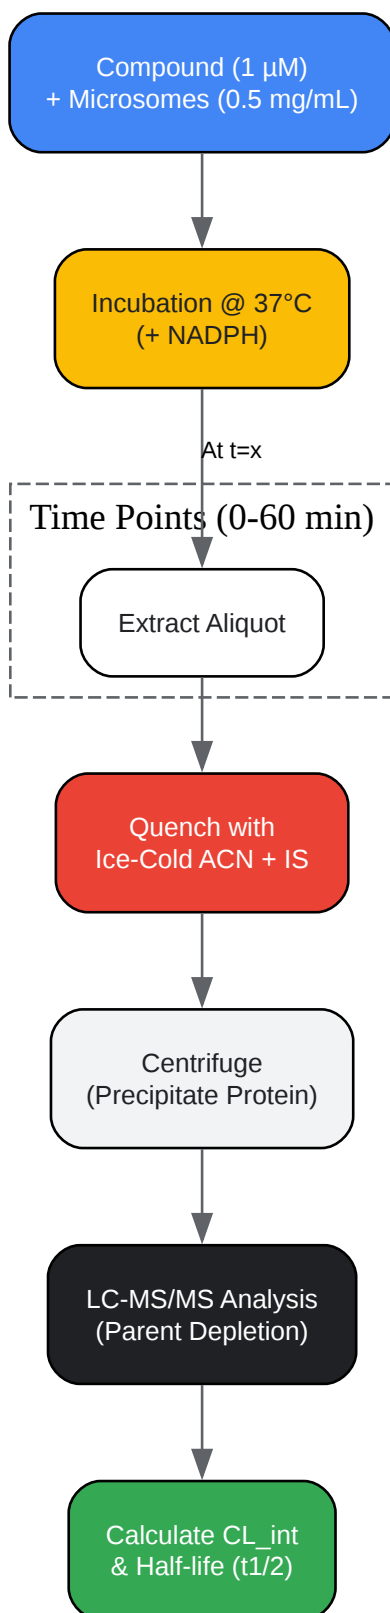 Compound (1 µM)
+ Microsomes (0.5 mg/mL)
Incubation @ 37°C
(+ NADPH)
At t=x
Time Points (0-60 min)
Extract Aliquot
Quench with
Ice-Cold ACN + IS
Centrifuge
(Precipitate Protein)
LC-MS/MS Analysis
(Parent Depletion)
Calculate CL_int
& Half-life (t1/2)